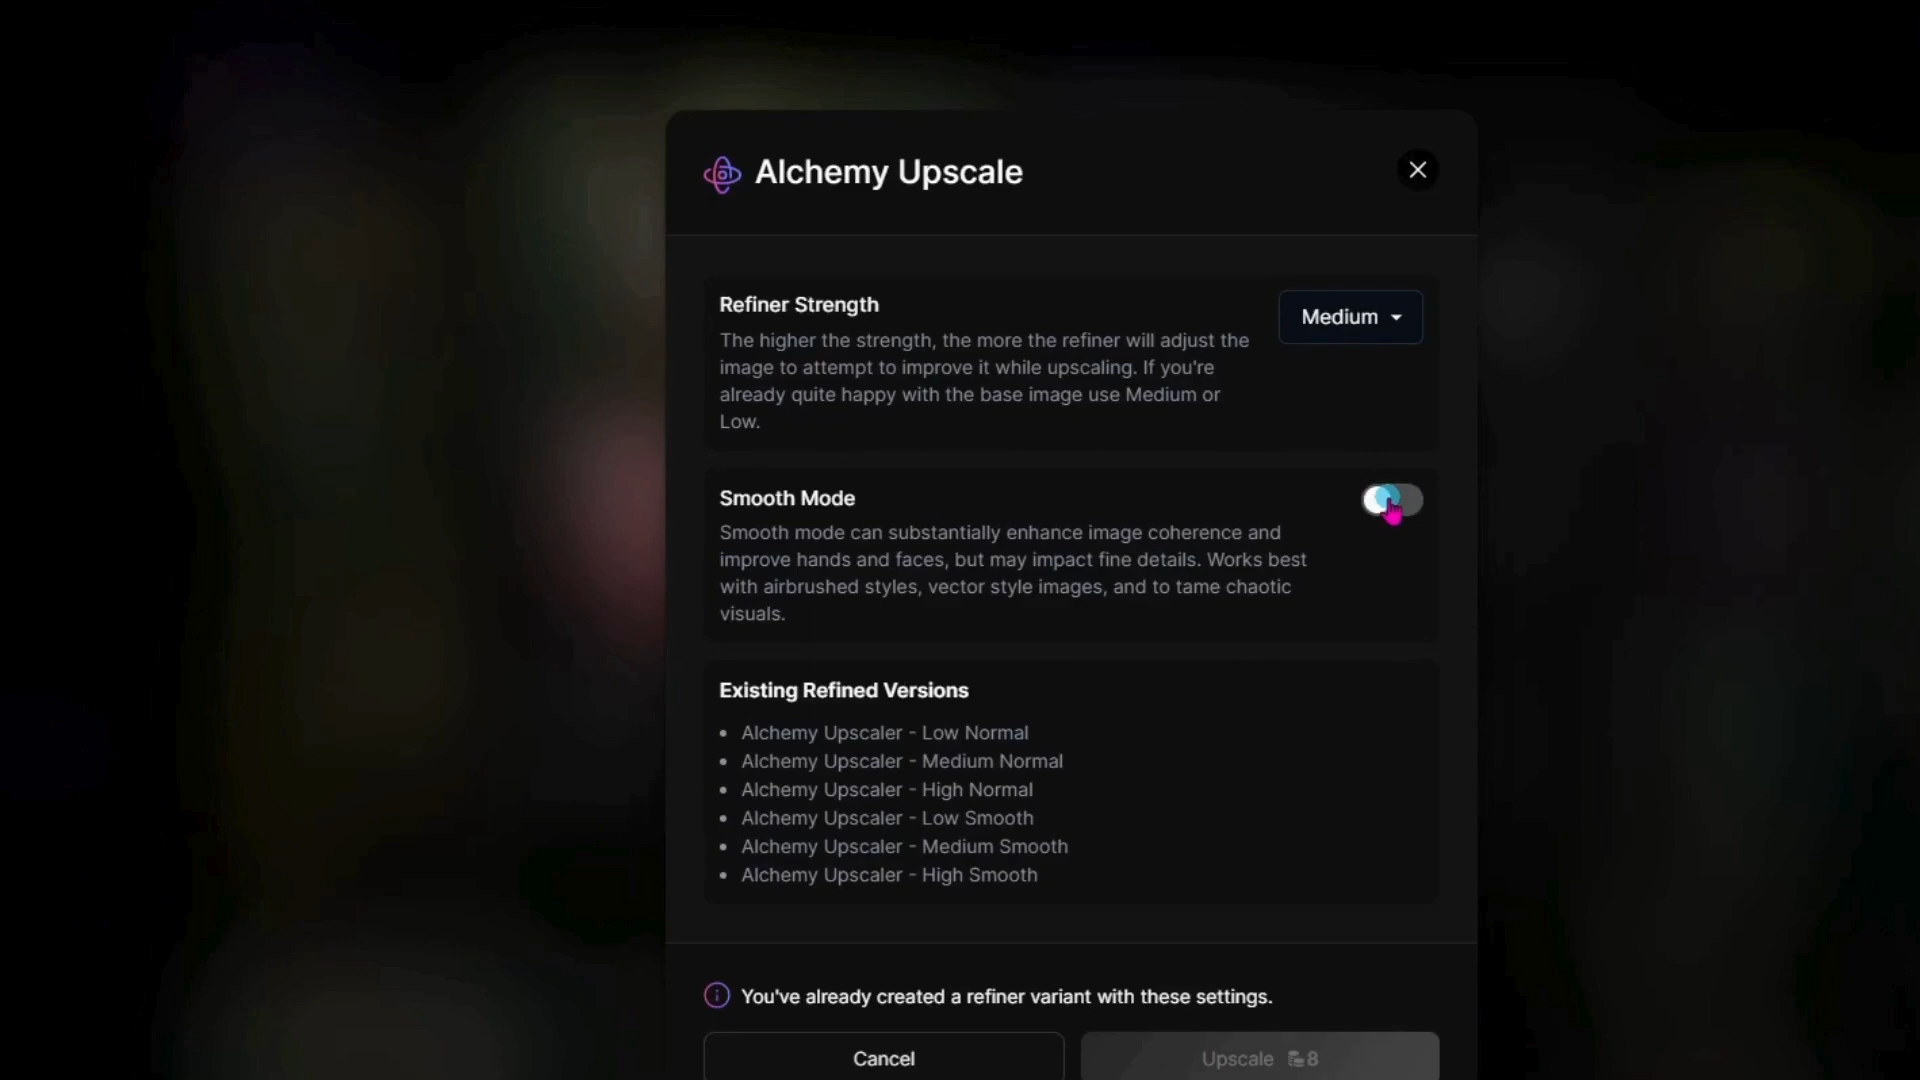 Alchemy Upscale
Refiner Strength
Medium
The higher the strength, the more the refiner will adjust the
image to attempt to improve it while upscaling. If you're
already quite happy with the base image use Medium or
Low.
Smooth Mode
Smooth mode can substantially enhance image coherence and
improve hands and faces, but may impact fine details. Works best
with airbrushed styles, vector style images, and to tame chaotic
visuals.
Existing Refined Versions
• Alchemy Upscaler - Low Normal
• Alchemy Upscaler - Medium Normal
• Alchemy Upscaler - High Normal
• Alchemy Upscaler - Low Smooth
• Alchemy Upscaler - Medium Smooth
• Alchemy Upscaler - High Smooth
You've already created a refiner variant with these settings.
Cancel
Upscale 8